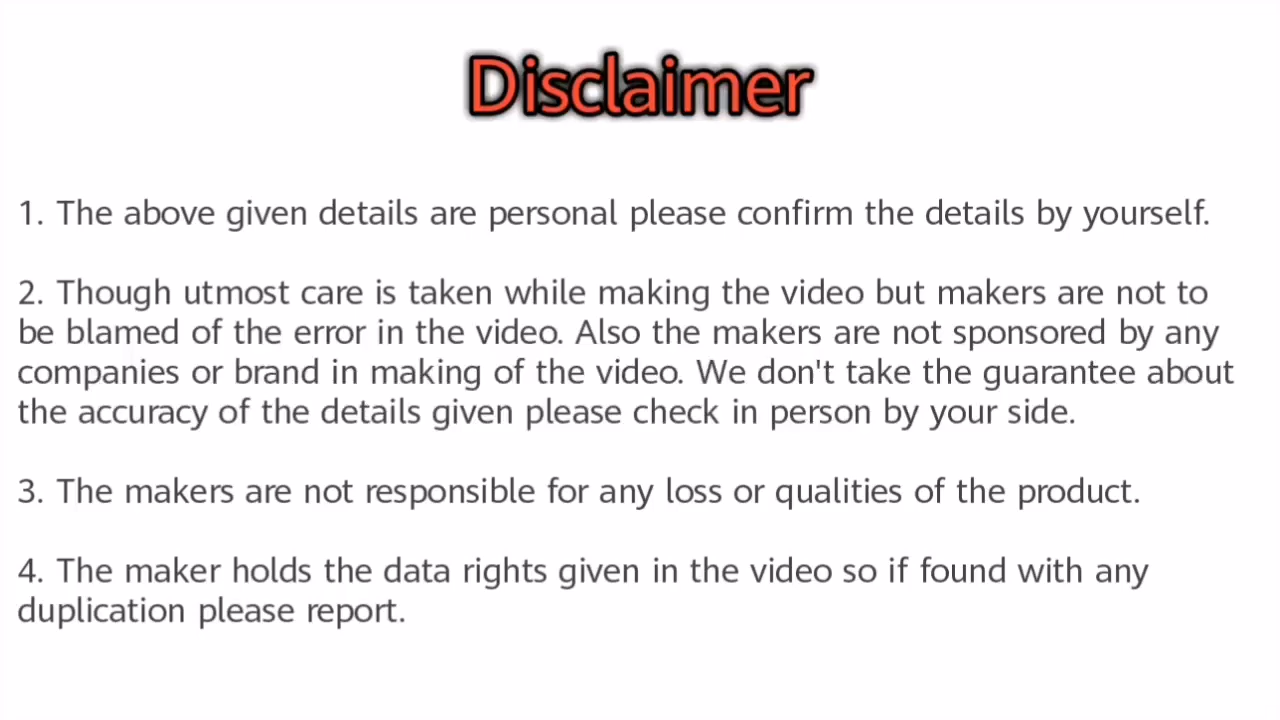 Disclaimer
1. The above given details are personal please confirm the details by yourself.
2. Though utmost care is taken while making the video but makers are not to
be blamed of the error in the video. Also the makers are not sponsored by any
companies or brand in making of the video. We don't take the guarantee about
the accuracy of the details given please check in person by your side.
3. The makers are not responsible for any loss or qualities of the product.
4. The maker holds the data rights given in the video so if found with any
duplication please report.